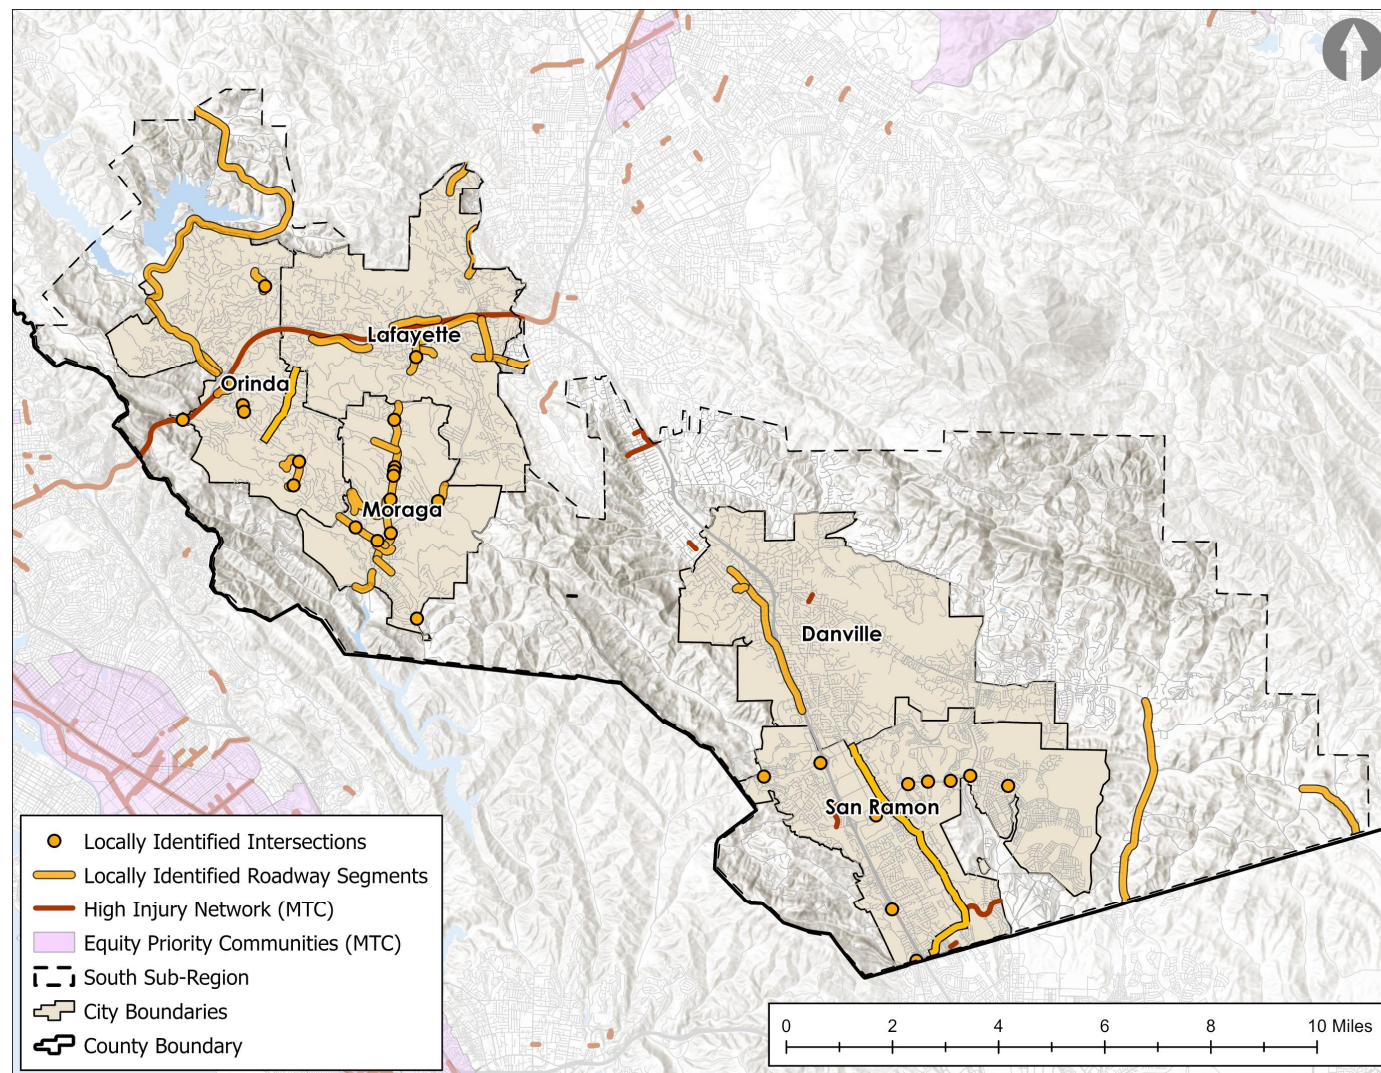 Lafayette
Orinda
Moraga
Danville
San Ramon
Locally Identified Intersections
Locally Identified Roadway Segments
High Injury Network (MTC)
Equity Priority Communities (MTC)
South Sub-Region
City Boundaries
County Boundary
0 2 4 6 8 10 Miles